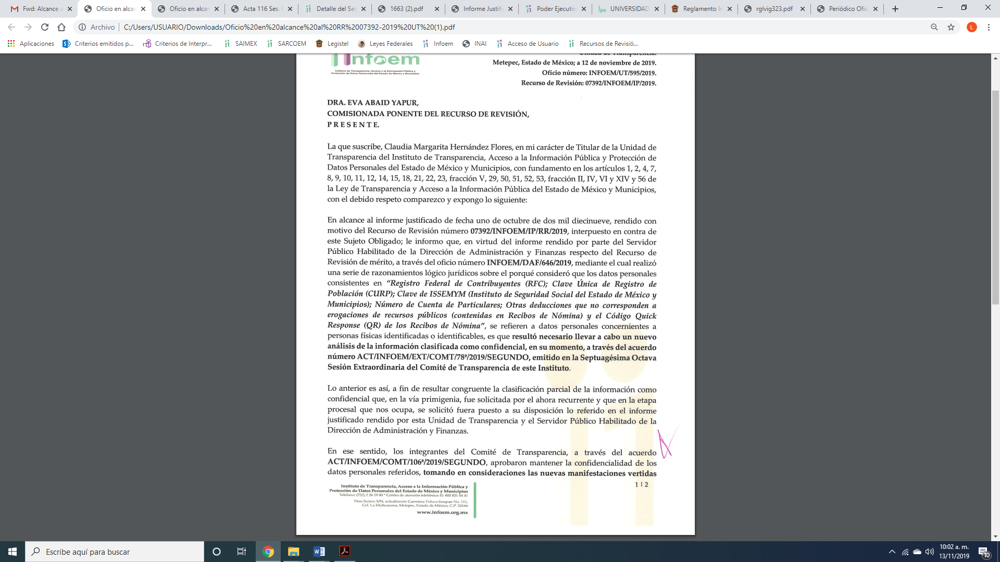 Fwd: Alcance a
Oficio en alcan
Oficio en alcan
Acta 116 Ses. E
Detalle del Seg
1663 (2).pdf
Informe Justifi
Poder Ejecutiv
UNIVERSIDAD
Reglamento In
rglvig323.pdf
Periódico Ofic
Archivo
C:/Users/USUARIO/Downloads/Oficio%20en%20alcance%20al%20RR%2007392-2019%20UT%20(1).pdf
L
Aplicaciones
Criterios emitidos p...
Criterios de Interpr...
SAIMEX
SARCOEM
Legistel
Leyes Federales
Infoem
INAI
Acceso de Usuario
Recursos de Revisió...
infoem
Instituto de Transparencia, Acceso a la Información Pública y
Protección de Datos Personales del Estado de México y Municipios
Unidad de Transparencia.
Metepec, Estado de México; a 12 de noviembre de 2019.
Oficio número: INFOEM/UT/595/2019.
Recurso de Revisión: 07392/INFOEM/IP/2019.
DRA. EVA ABAID YAPUR,
COMISIONADA PONENTE DEL RECURSO DE REVISIÓN,
P R E S E N T E.
La que suscribe, Claudia Margarita Hernández Flores, en mi carácter de Titular de la Unidad de
Transparencia del Instituto de Transparencia, Acceso a la Información Pública y Protección de
Datos Personales del Estado de México y Municipios, con fundamento en los artículos 1, 2, 4, 7,
8, 9, 10, 11, 12, 14, 15, 18, 21, 22, 23, fracción V, 29, 50, 51, 52, 53, fracción II, IV, VI y XIV y 56 de
la Ley de Transparencia y Acceso a la Información Pública del Estado de México y Municipios,
con el debido respeto comparezco y expongo lo siguiente:
En alcance al informe justificado de fecha uno de octubre de dos mil diecinueve, rendido con
motivo del Recurso de Revisión número 07392/INFOEM/IP/RR/2019, interpuesto en contra de
este Sujeto Obligado; le informo que, en virtud del informe rendido por parte del Servidor
Público Habilitado de la Dirección de Administración y Finanzas respecto del Recurso de
Revisión de mérito, a través del oficio número INFOEM/DAF/646/2019, mediante el cual realizó
una serie de razonamientos lógico jurídicos sobre el porqué consideró que los datos personales
consistentes en “Registro Federal de Contribuyentes (RFC); Clave Única de Registro de
Población (CURP); Clave de ISSEMYM (Instituto de Seguridad Social del Estado de México y
Municipios); Número de Cuenta de Particulares; Otras deducciones que no corresponden a
erogaciones de recursos públicos (contenidas en Recibos de Nómina) y el Código Quick
Response (QR) de los Recibos de Nómina”, se refieren a datos personales concernientes a
personas físicas identificadas o identificables, es que resultó necesario llevar a cabo un nuevo
análisis de la información clasificada como confidencial, en su momento, a través del acuerdo
número ACT/INFOEM/EXT/COMT/78ª/2019/SEGUNDO, emitido en la Septuagésima Octava
Sesión Extraordinaria del Comité de Transparencia de este Instituto.
Lo anterior es así, a fin de resultar congruente la clasificación parcial de la información como
confidencial que, en la vía primigenia, fue solicitada por el ahora recurrente y que en la etapa
procesal que nos ocupa, se solicitó fuera puesto a su disposición lo referido en el informe
justificado rendido por esta Unidad de Transparencia y el Servidor Público Habilitado de la
Dirección de Administración y Finanzas.
En ese sentido, los integrantes del Comité de Transparencia, a través del acuerdo
ACT/INFOEM/COMT/106ª/2019/SEGUNDO, aprobaron mantener la confidencialidad de los
datos personales referidos, tomando en consideraciones las nuevas manifestaciones vertidas
1 | 2
Instituto de Transparencia, Acceso a la Información Pública y
Protección de Datos Personales del Estado de México y Municipios
Teléfono: (722) 2 26 19 80 * Centro de atención telefónica: 01 800 821 04 41
Pino Suárez S/N, actualmente Carretera Toluca-Ixtapan No. 111,
Col. La Michoacana, Metepec, Estado de México, C.P. 52166
www.infoem.org.mx
Escribe aquí para buscar
10:02 a. m.
13/11/2019
10